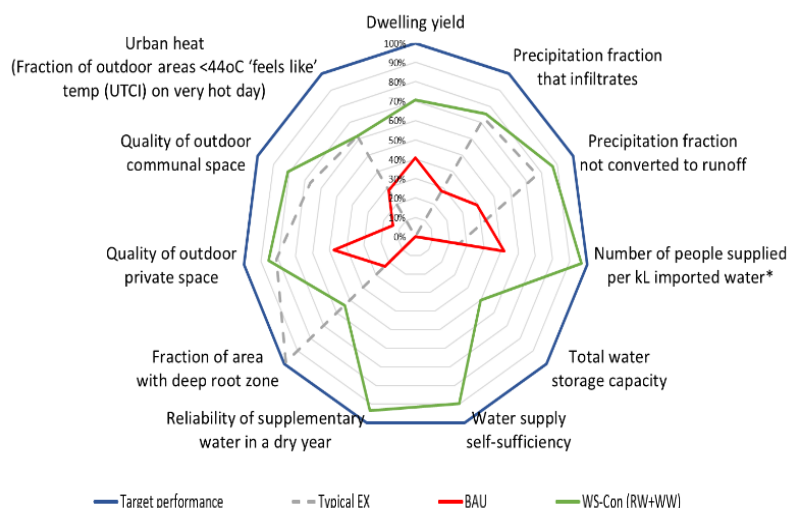 Dwelling yield
100%
90%
80%
70%
60%
50%
40%
30%
20%
10%
0%
Precipitation fraction
that infiltrates
Precipitation fraction
not converted to runoff
Number of people supplied
per kL imported water*
Total water
storage capacity
Water supply
self-sufficiency
Reliability of supplementary
water in a dry year
Fraction of area
with deep root zone
Quality of outdoor
private space
Quality of outdoor
communal space
Urban heat
(Fraction of outdoor areas <44oC ‘feels like’
temp (UTCI) on very hot day)
Target performance
Typical EX
BAU
WS-Con (RW+WW)